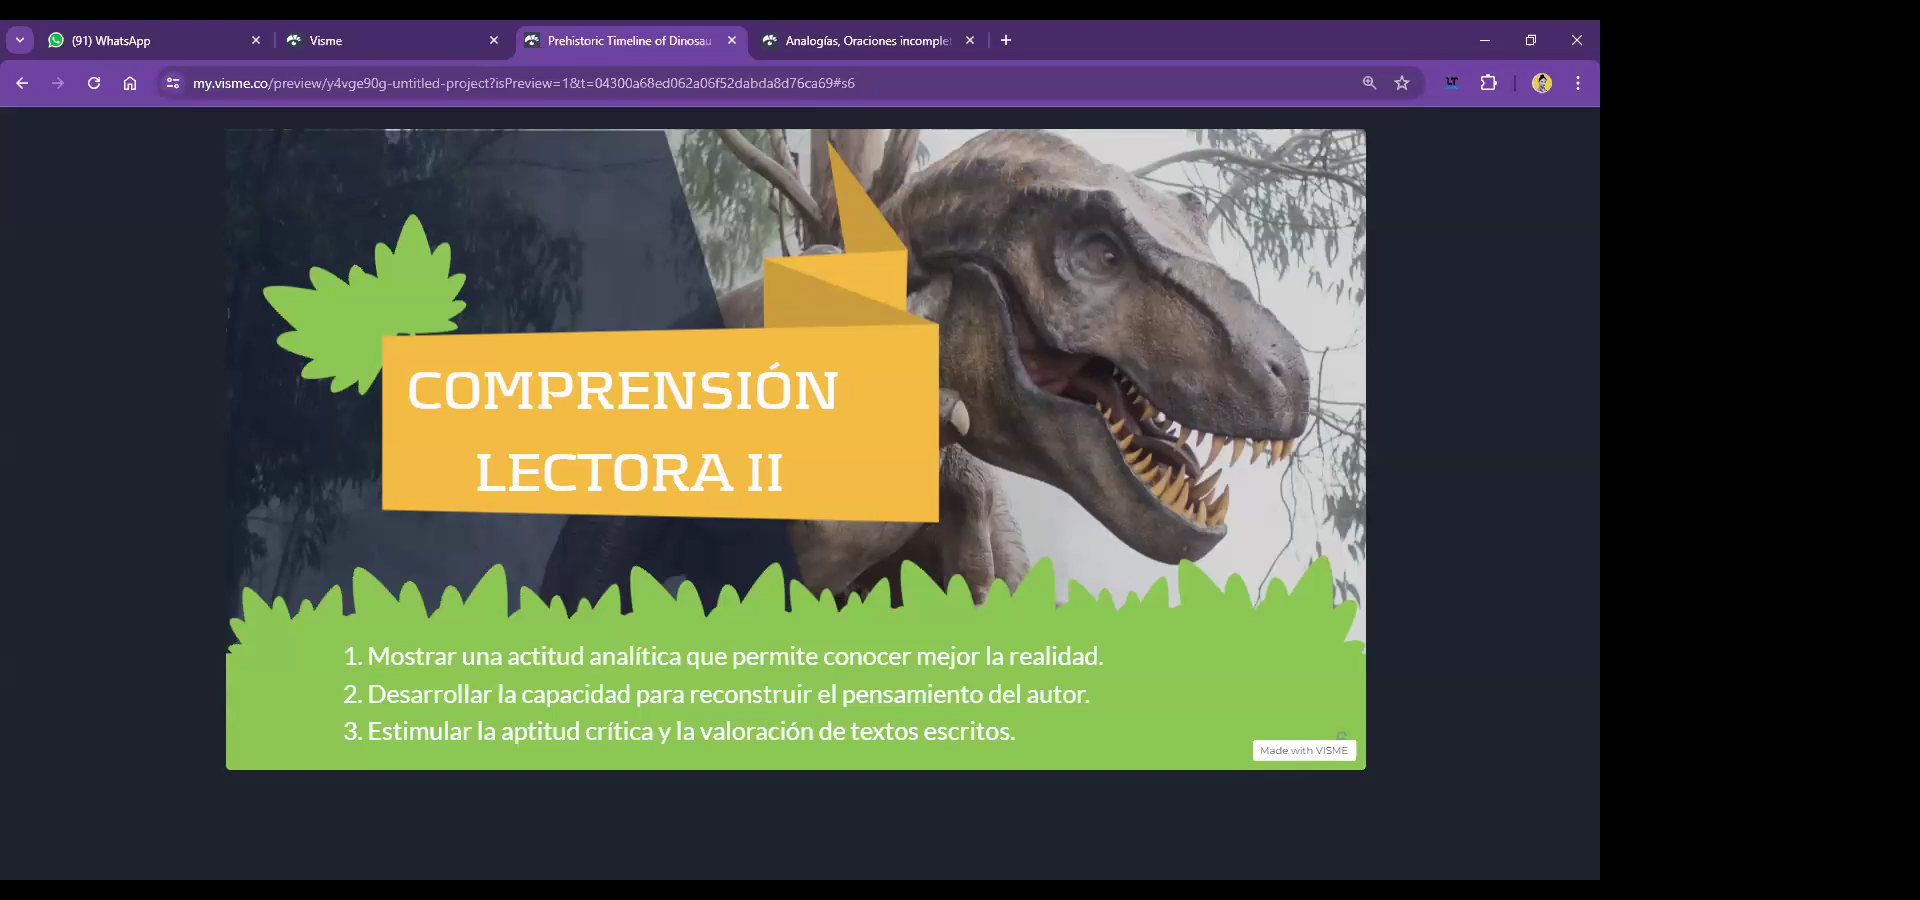 (91) WhatsApp
Visme
Prehistoric Timeline of Dinosau
Analogías, Oraciones incomplet
my.visme.co/preview/y4vge90g-untitled-project?isPreview=1&t=04300a68ed062a06f52dabda8d76ca69#s6
LT
COMPRENSIÓN
LECTORA II
1. Mostrar una actitud analítica que permite conocer mejor la realidad.
2. Desarrollar la capacidad para reconstruir el pensamiento del autor.
3. Estimular la aptitud crítica y la valoración de textos escritos.
Made with VISME